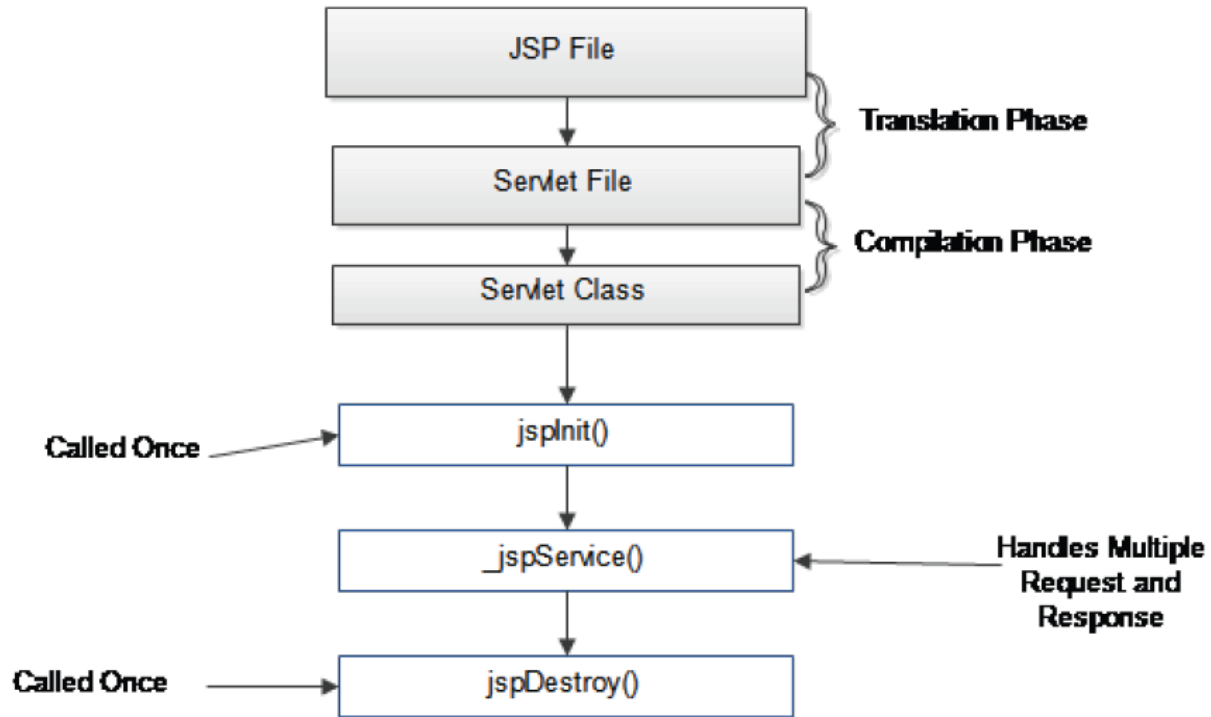 JSP File
Translation Phase
Servlet File
Compilation Phase
Servlet Class
jspInit()
Called Once
_jspService()
Handles Multiple
Request and
Response
jspDestroy()
Called Once